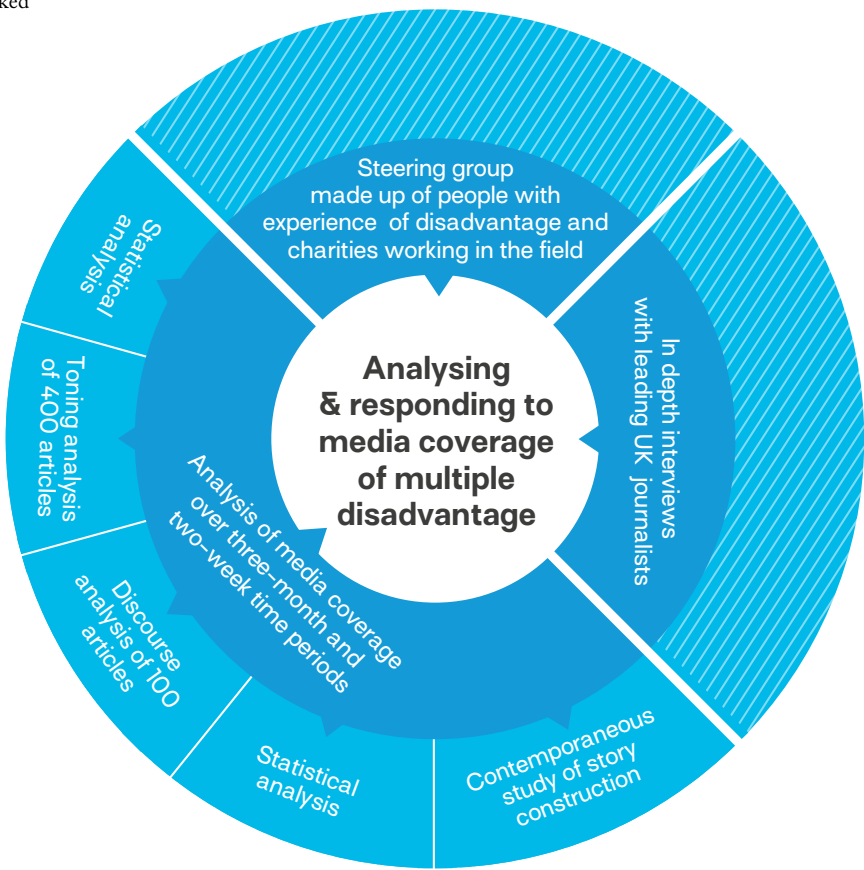 ked
Steering group
made up of people with
experience of disadvantage and
charities working in the field
In depth interviews
with leading UK journalists
Analysing
& responding to
media coverage
of multiple
disadvantage
Analysis of media coverage
over three–month and
two–week time periods
Statistical
analysis
Toning analysis
of 400 articles
Discourse
analysis of 100
articles
Statistical
analysis
Contemporaneous
study of story
construction